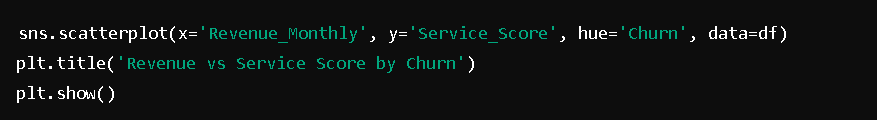 sns.scatterplot(x='Revenue_Monthly', y='Service_Score', hue='Churn', data=df)
plt.title('Revenue vs Service Score by Churn')
plt.show()